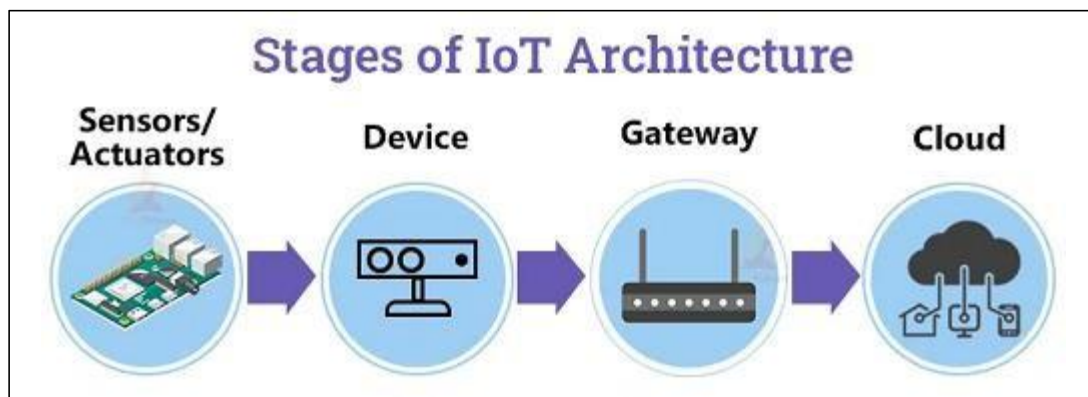 Stages of IoT Architecture
Sensors/
Actuators
Device
Gateway
Cloud